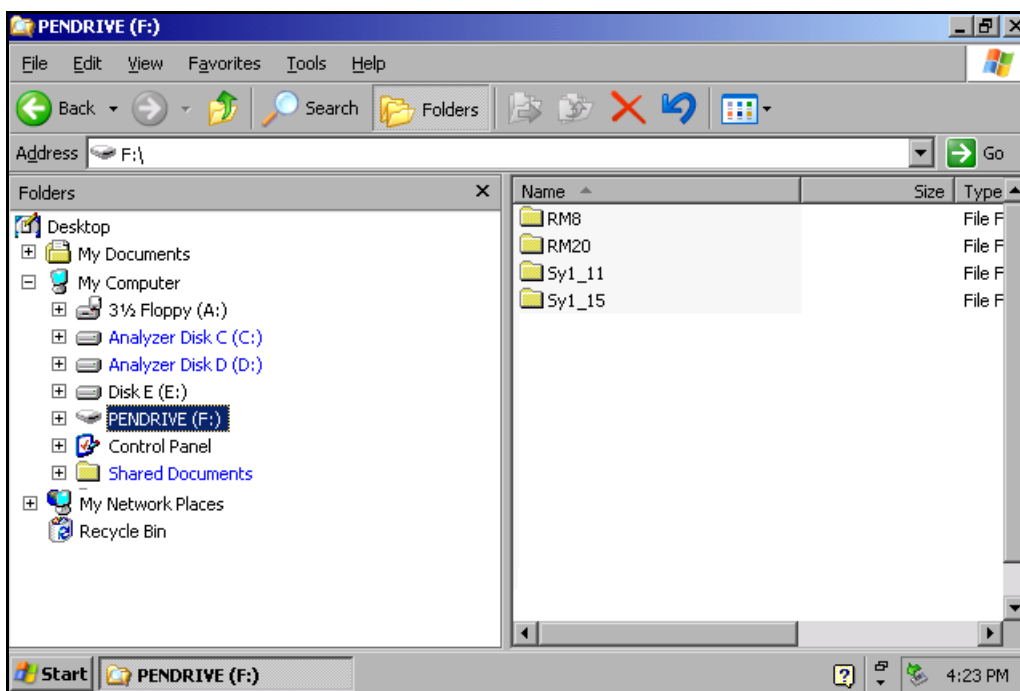 PENDRIVE (F:)
File Edit View Favorites Tools Help
Back Search Folders
Address F:\ Go
Folders
Name Size Type
Desktop
My Documents
My Computer
3½ Floppy (A:)
Analyzer Disk C (C:)
Analyzer Disk D (D:)
Disk E (E:)
PENDRIVE (F:)
Control Panel
Shared Documents
My Network Places
Recycle Bin
RM8 File F
RM20 File F
Sy1_11 File F
Sy1_15 File F
Start PENDRIVE (F:) 4:23 PM